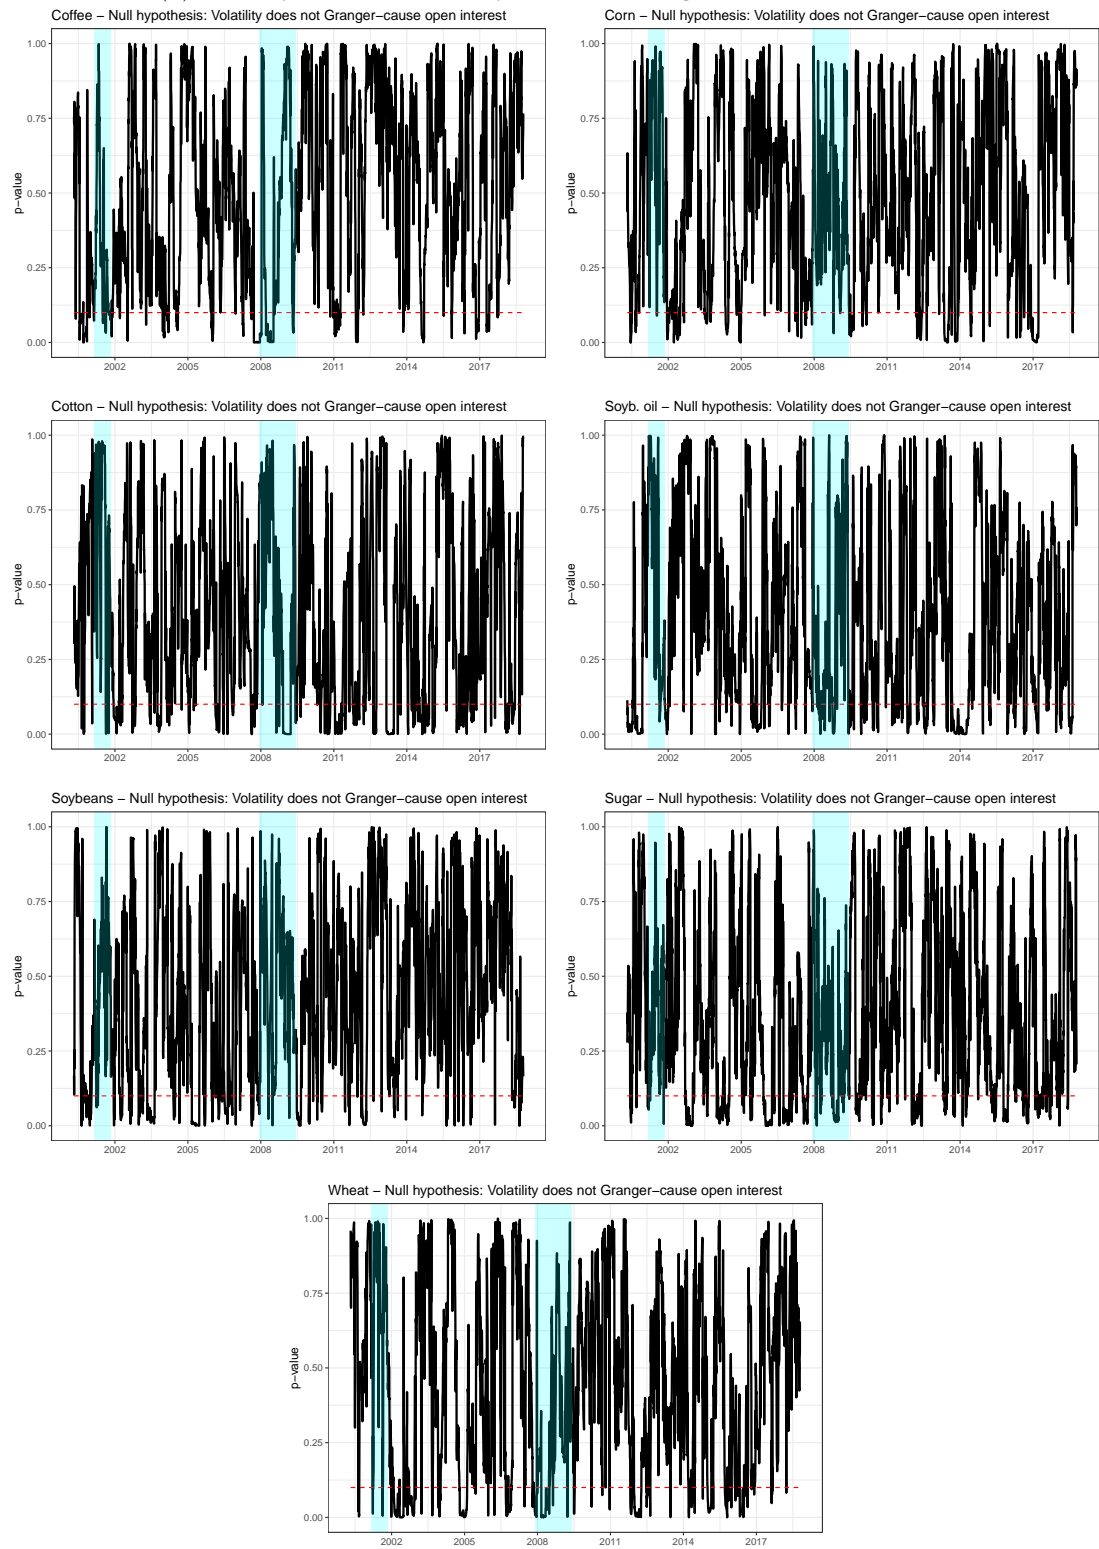 Coffee − Null hypothesis: Volatility does not Granger−cause open interest
1.00
0.75
0.50
0.25
0.00
p−value
2002 2005 2008 2011 2014 2017
Corn − Null hypothesis: Volatility does not Granger−cause open interest
1.00
0.75
0.50
0.25
0.00
p−value
2002 2005 2008 2011 2014 2017
Cotton − Null hypothesis: Volatility does not Granger−cause open interest
1.00
0.75
0.50
0.25
0.00
p−value
2002 2005 2008 2011 2014 2017
Soyb. oil − Null hypothesis: Volatility does not Granger−cause open interest
1.00
0.75
0.50
0.25
0.00
p−value
2002 2005 2008 2011 2014 2017
Soybeans − Null hypothesis: Volatility does not Granger−cause open interest
1.00
0.75
0.50
0.25
0.00
p−value
2002 2005 2008 2011 2014 2017
Sugar − Null hypothesis: Volatility does not Granger−cause open interest
1.00
0.75
0.50
0.25
0.00
p−value
2002 2005 2008 2011 2014 2017
Wheat − Null hypothesis: Volatility does not Granger−cause open interest
1.00
0.75
0.50
0.25
0.00
p−value
2002 2005 2008 2011 2014 2017